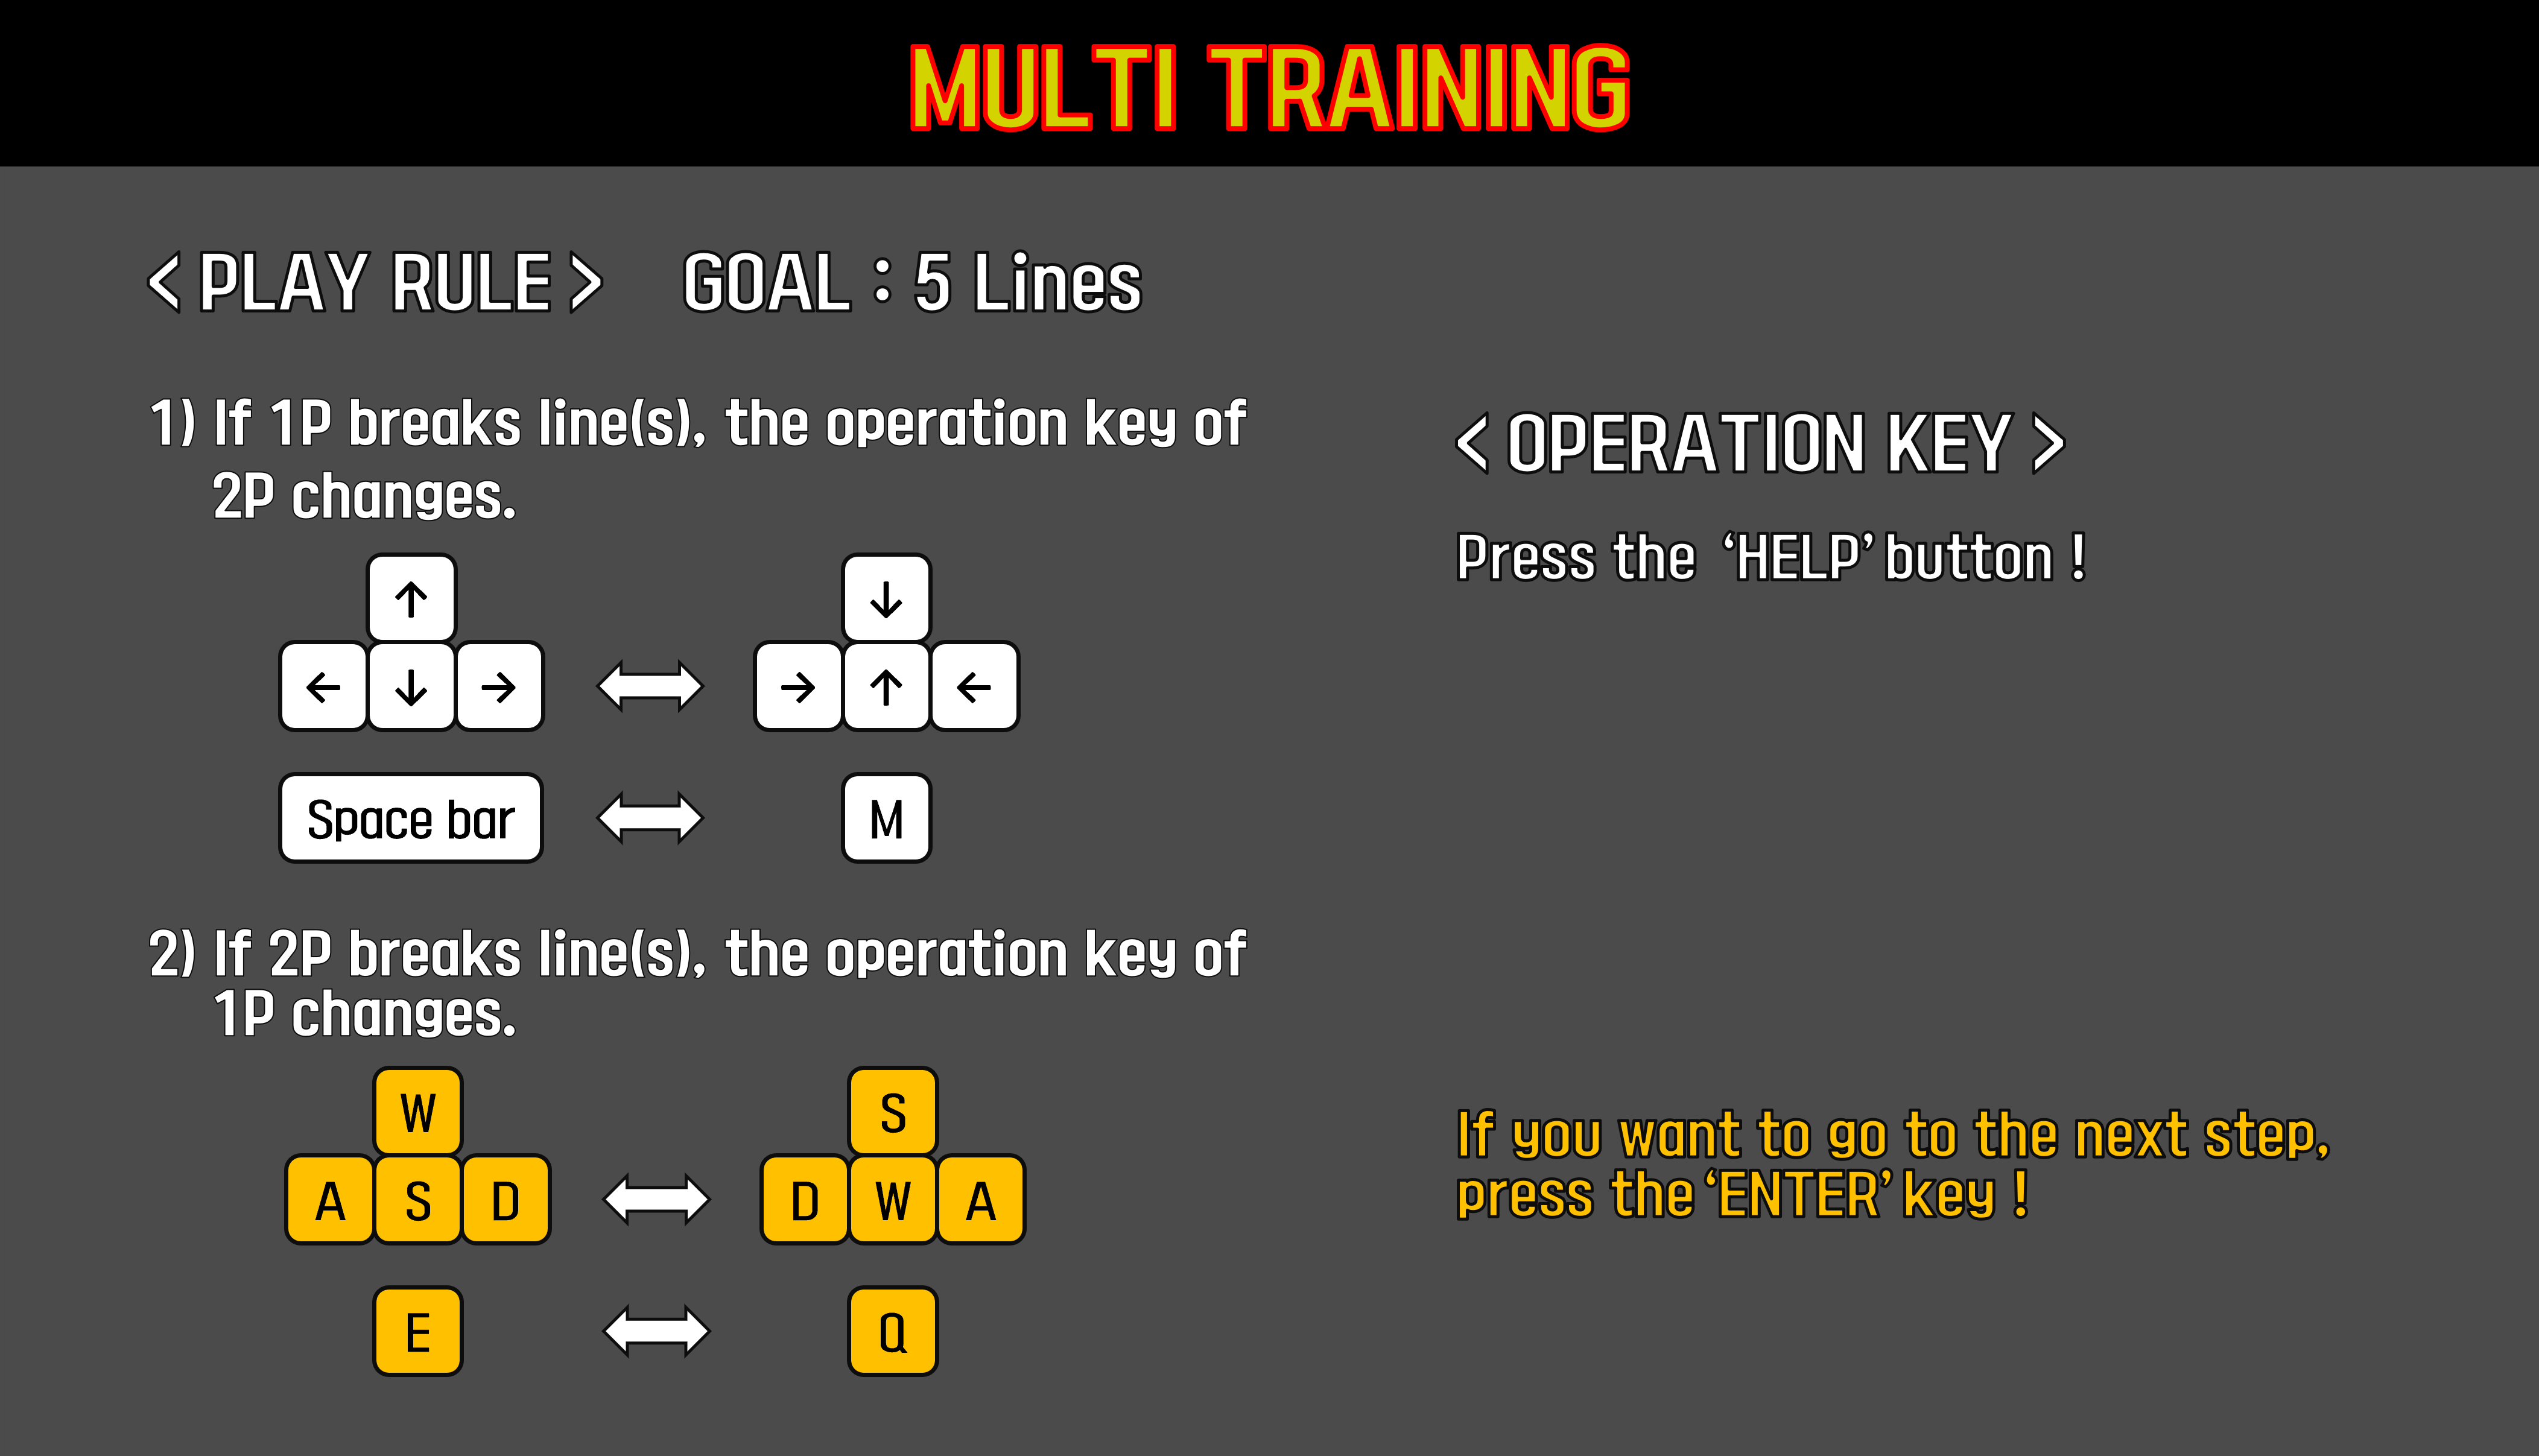 MULTI TRAINING
< PLAY RULE > GOAL : 5 Lines
1) If 1P breaks line(s), the operation key of
2P changes.
↑ ↓
← ↓ → → ↑ ←
Space bar M
2) If 2P breaks line(s), the operation key of
1P changes.
W S
A S D D W A
E Q
< OPERATION KEY >
Press the ‘HELP’ button !
If you want to go to the next step,
press the ‘ENTER’ key !